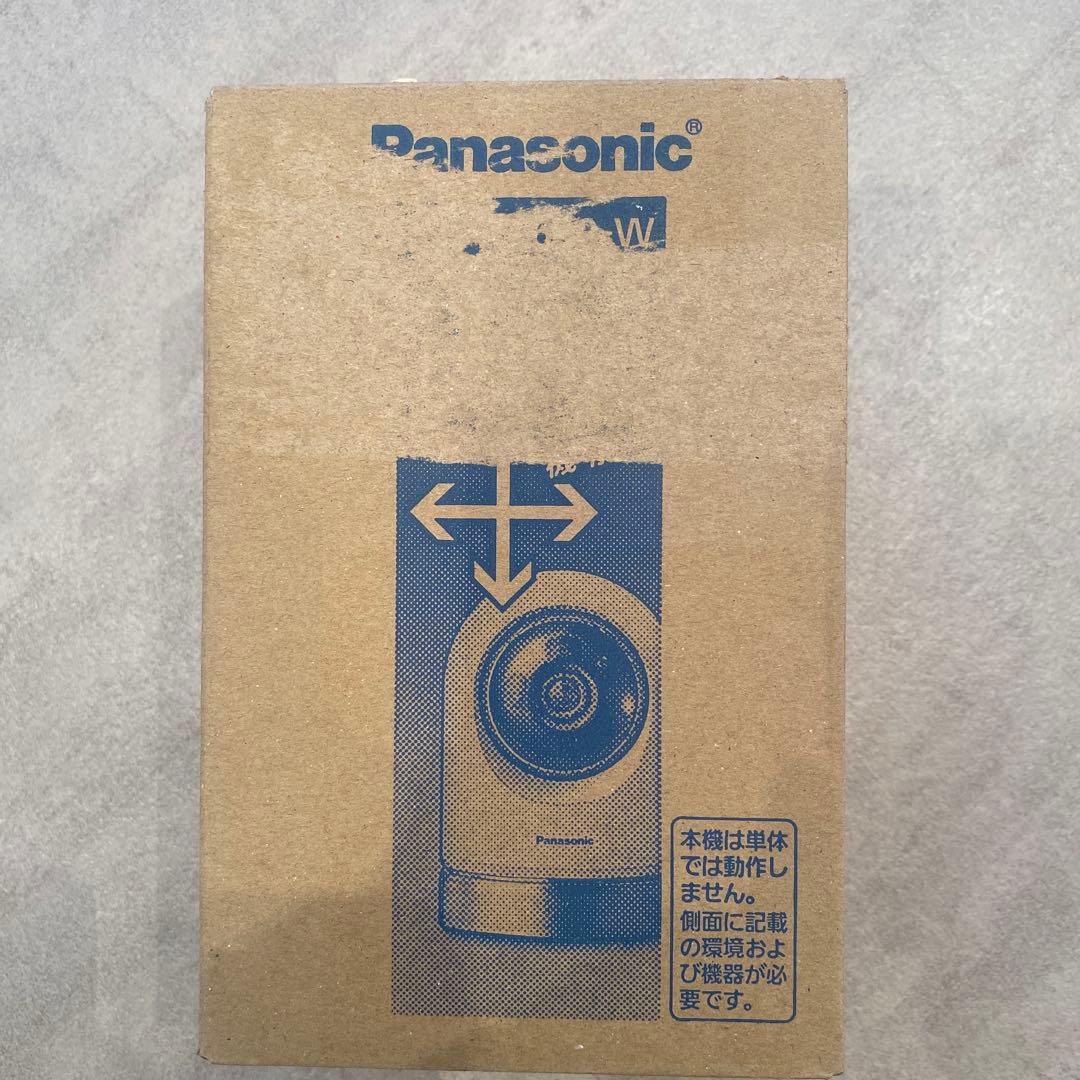 Panasonic®
W
Panasonic
本機は単体
では動作し
ません。
側面に記載
の環境およ
び機器が必
要です。